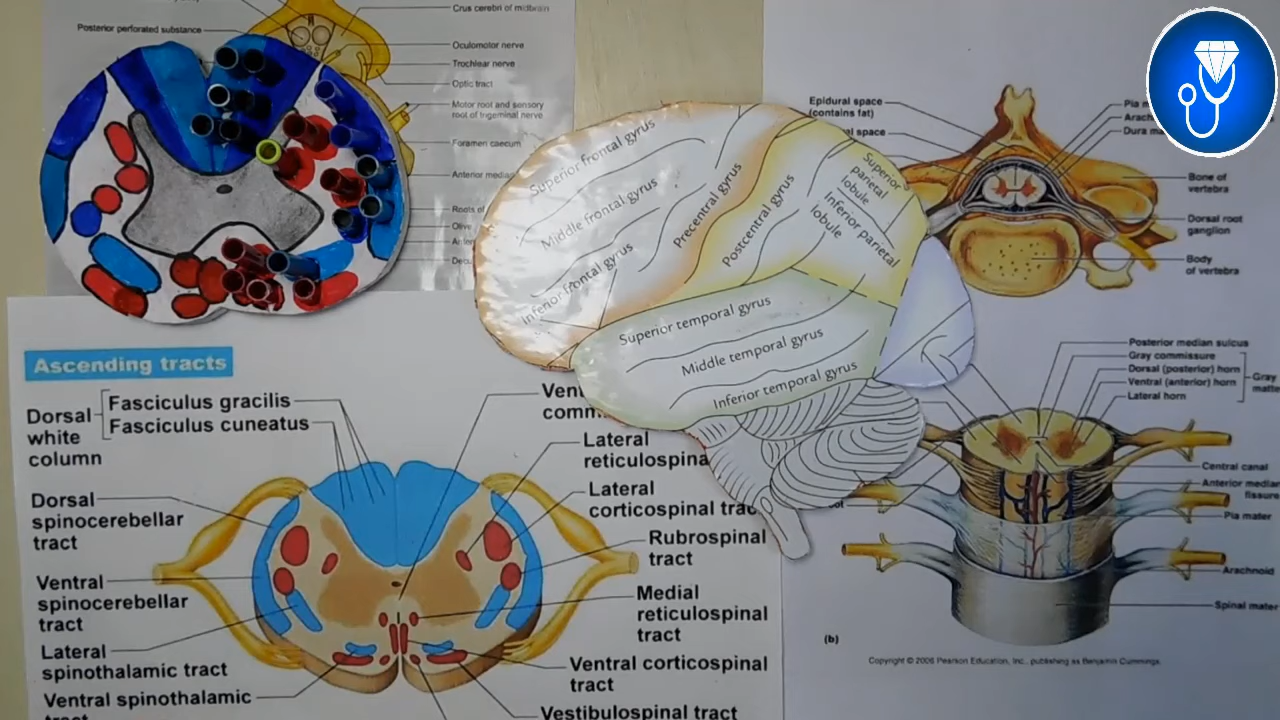 Crus cerebri of midbrain
Posterior perforated substance
Oculomotor nerve
Trochlear nerve
Optic tract
Motor root and sensory
root of trigeminal nerve
Foramen caecum
Anterior
Roots of
Olive
Superior frontal gyrus
Middle frontal gyrus
Inferior frontal gyrus
Precentral gyrus
Postcentral gyrus
Superior
parietal
lobule
Inferior parietal
lobule
Superior temporal gyrus
Middle temporal gyrus
Inferior temporal gyrus
Epidural space
(contains fat)
space
Pia
Dura
Bone of
vertebra
Dorsal root
ganglion
Body
of vertebra
Ascending tracts
Dorsal
white
column
Fasciculus gracilis
Fasciculus cuneatus
Dorsal
spinocerebellar
tract
Ventral
spinocerebellar
tract
Lateral
spinothalamic tract
Ventral spinothalamic
tract
Lateral
reticulospina
Lateral
corticospinal trac
Rubrospinal
tract
Medial
reticulospinal
tract
Ventral corticospinal
tract
Vestibulospinal tract
Posterior median sulcus
Gray commissure
Dorsal (posterior) horn
Ventral (anterior) horn
Lateral horn
Gray
Central canal
Anterior median
fissure
Pia mater
Arachnoid
Spinal mater
(b)
Copyright © 2006 Pearson Education, Inc., publishing as Benjamin Cummings.